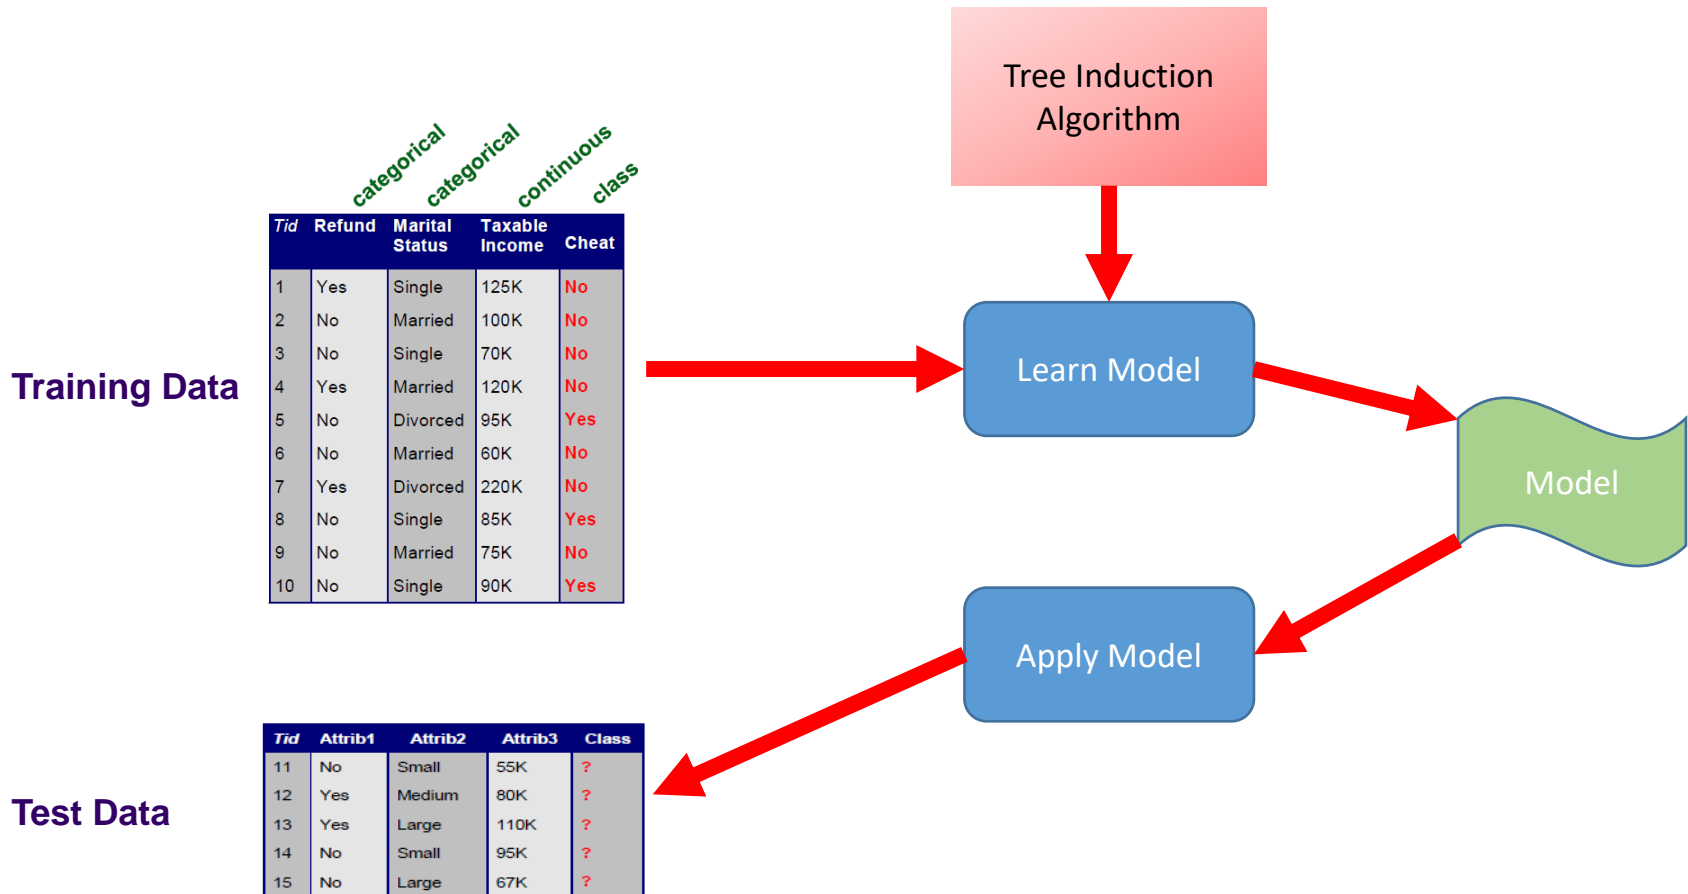 Tree Induction
Algorithm
categorical categorical continuous class
Tid Refund Marital Status Taxable Income Cheat
1 Yes Single 125K No
2 No Married 100K No
3 No Single 70K No
4 Yes Married 120K No
5 No Divorced 95K Yes
6 No Married 60K No
7 Yes Divorced 220K No
8 No Single 85K Yes
9 No Married 75K No
10 No Single 90K Yes
Training Data
Learn Model
Model
Apply Model
Test Data
Tid Attrib1 Attrib2 Attrib3 Class
11 No Small 55K ?
12 Yes Medium 80K ?
13 Yes Large 110K ?
14 No Small 95K ?
15 No Large 67K ?